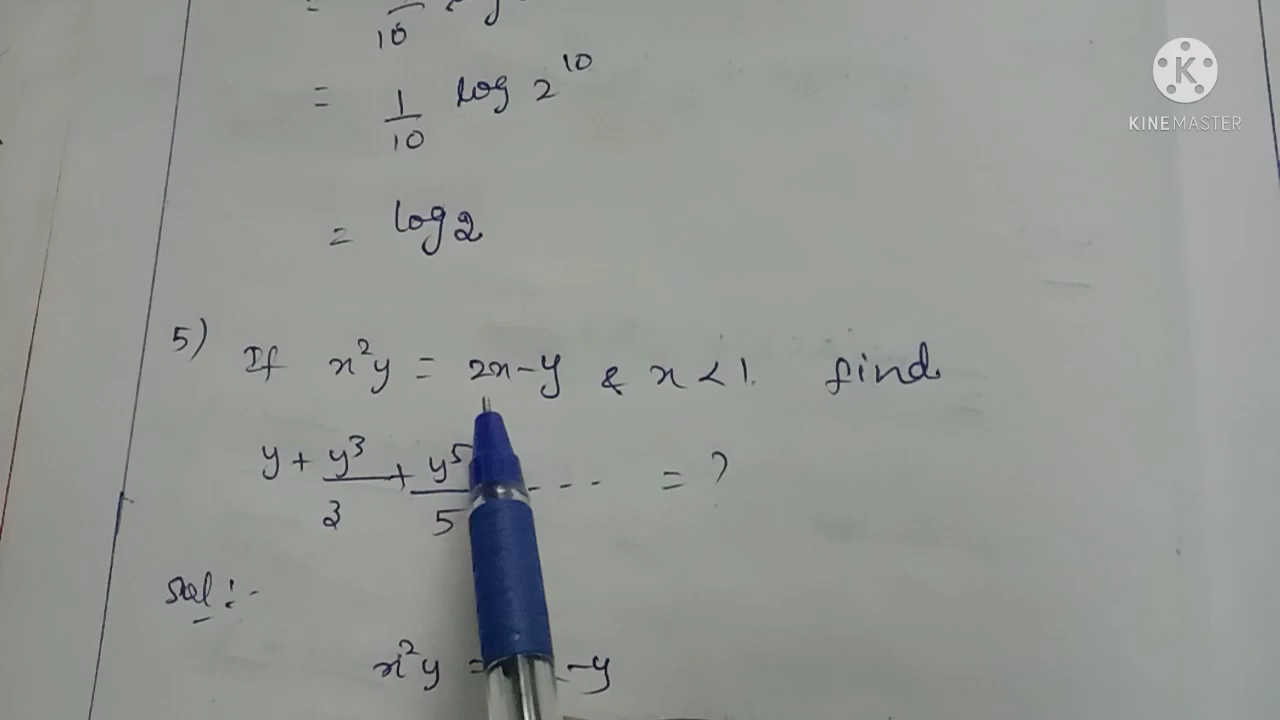 10
= 1/10 log 2^10
= log 2
5) If x²y = 2x-y & x < 1. find
y + y³/3 + y⁵/5 --- = ?
Sol :-
x²y = -y
K
KINEMASTER